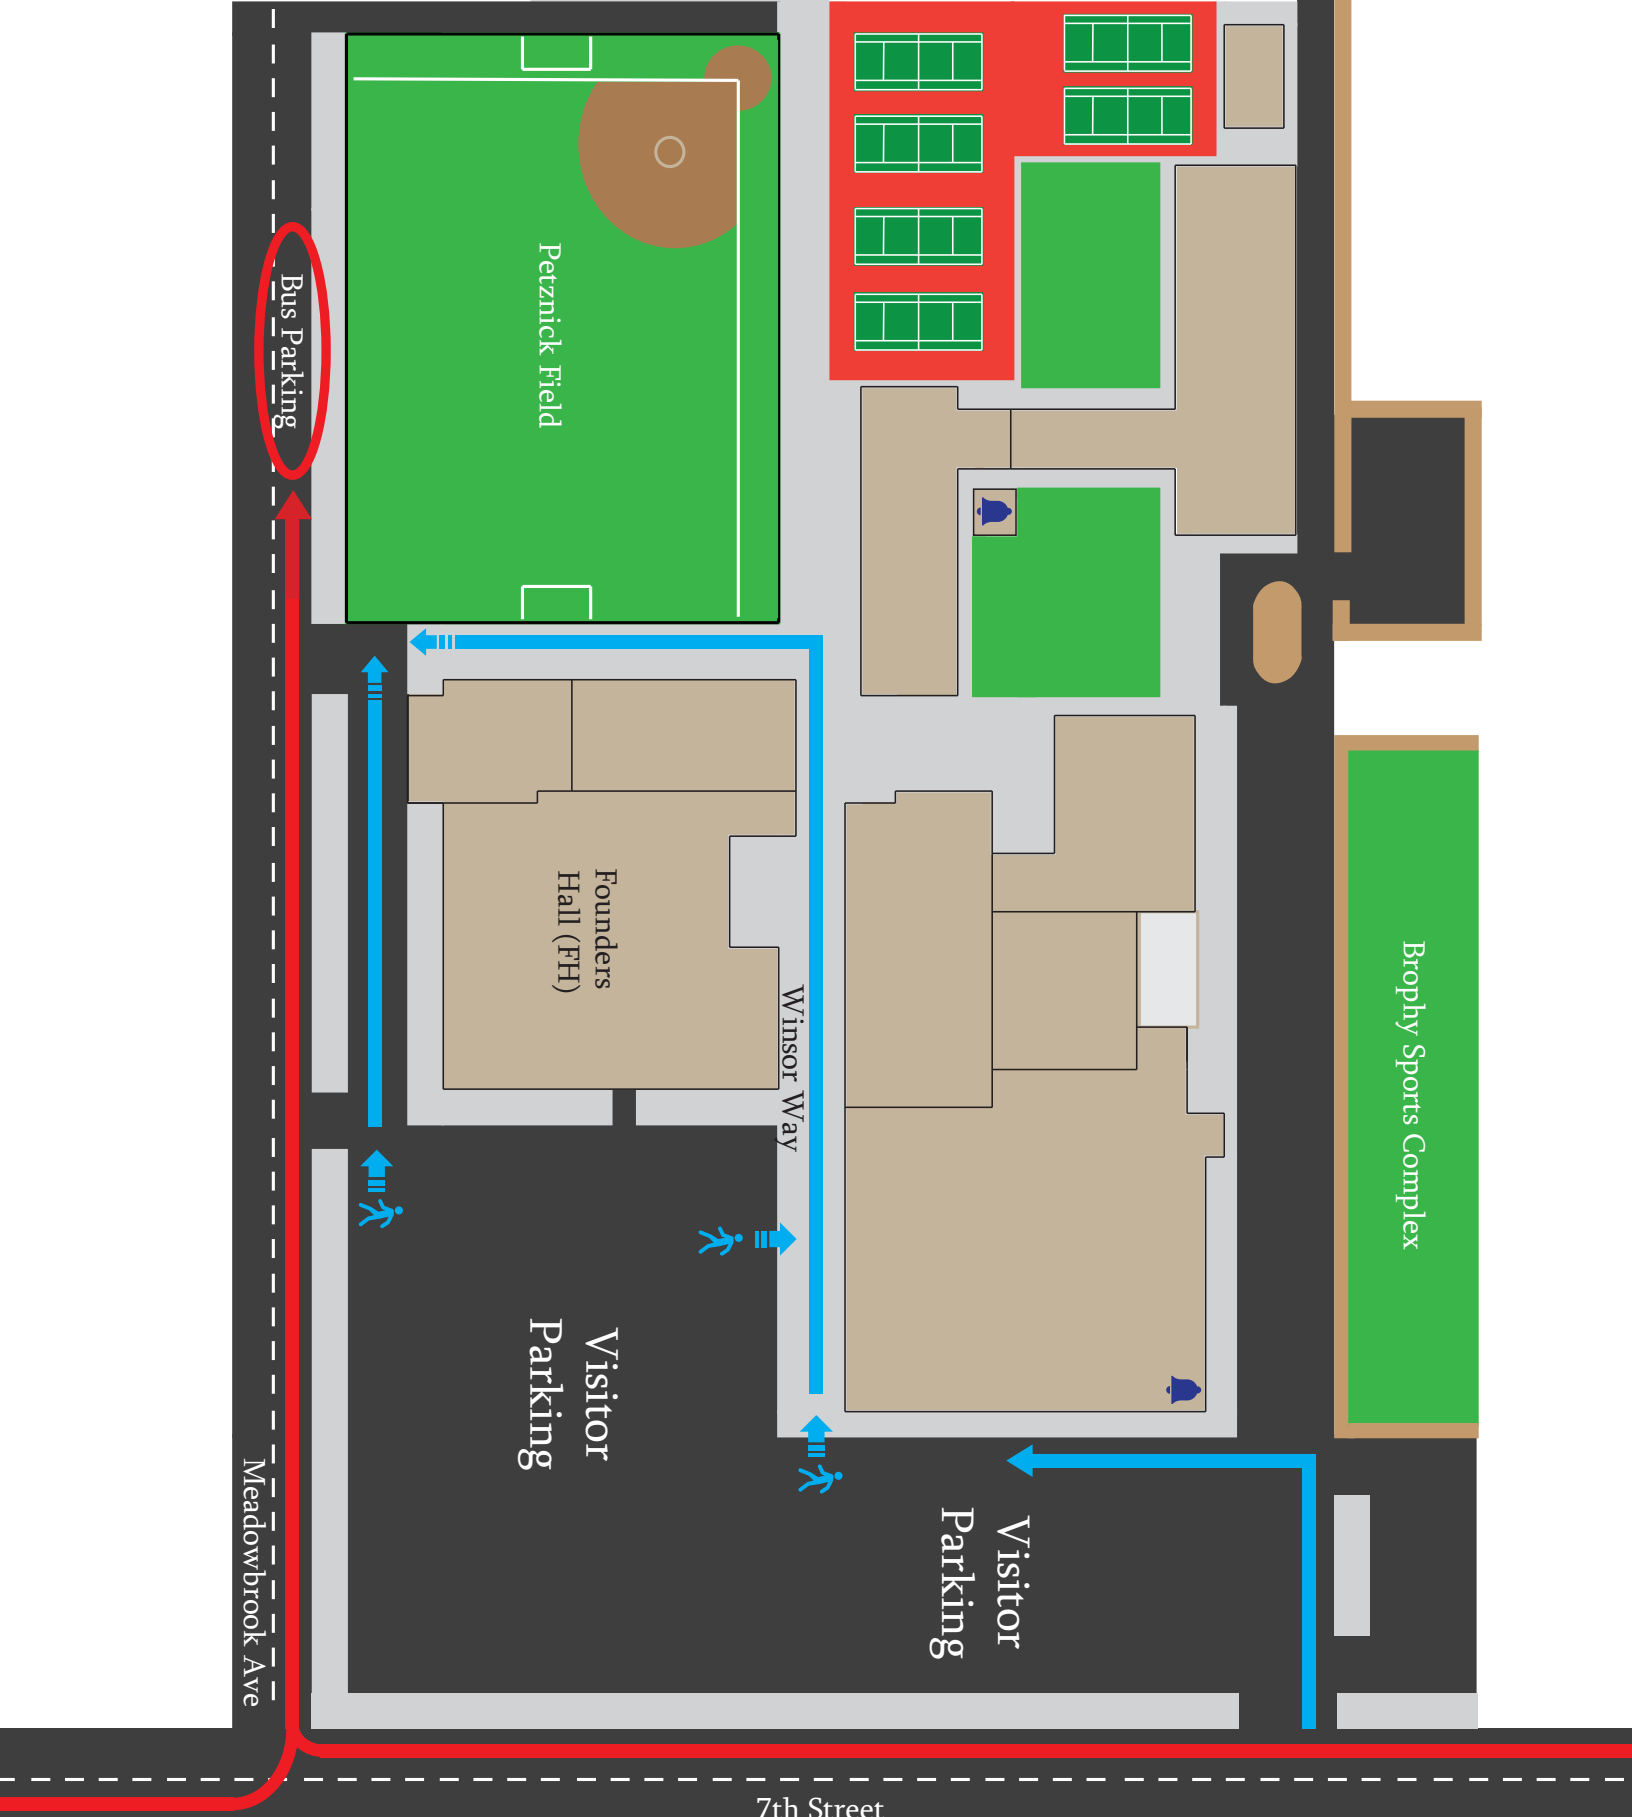 Bus Parking
Petznick Field
Founders
Hall (FH)
Winsor Way
Brophy Sports Complex
Visitor
Parking
Visitor
Parking
Meadowbrook Ave
7th Street